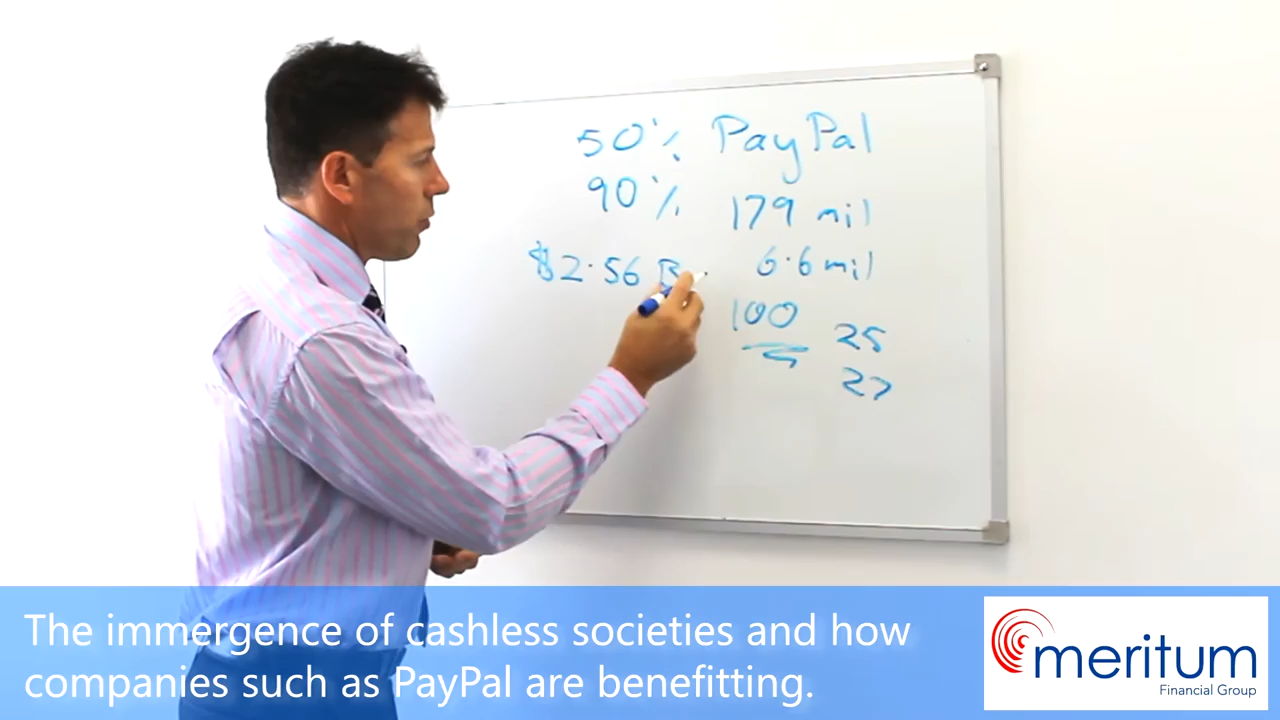 50% PayPal
90% 179 mil
$2.56 B 6.6 mil
100 25
27
The immergence of cashless societies and how
companies such as PayPal are benefitting.
meritum
Financial Group